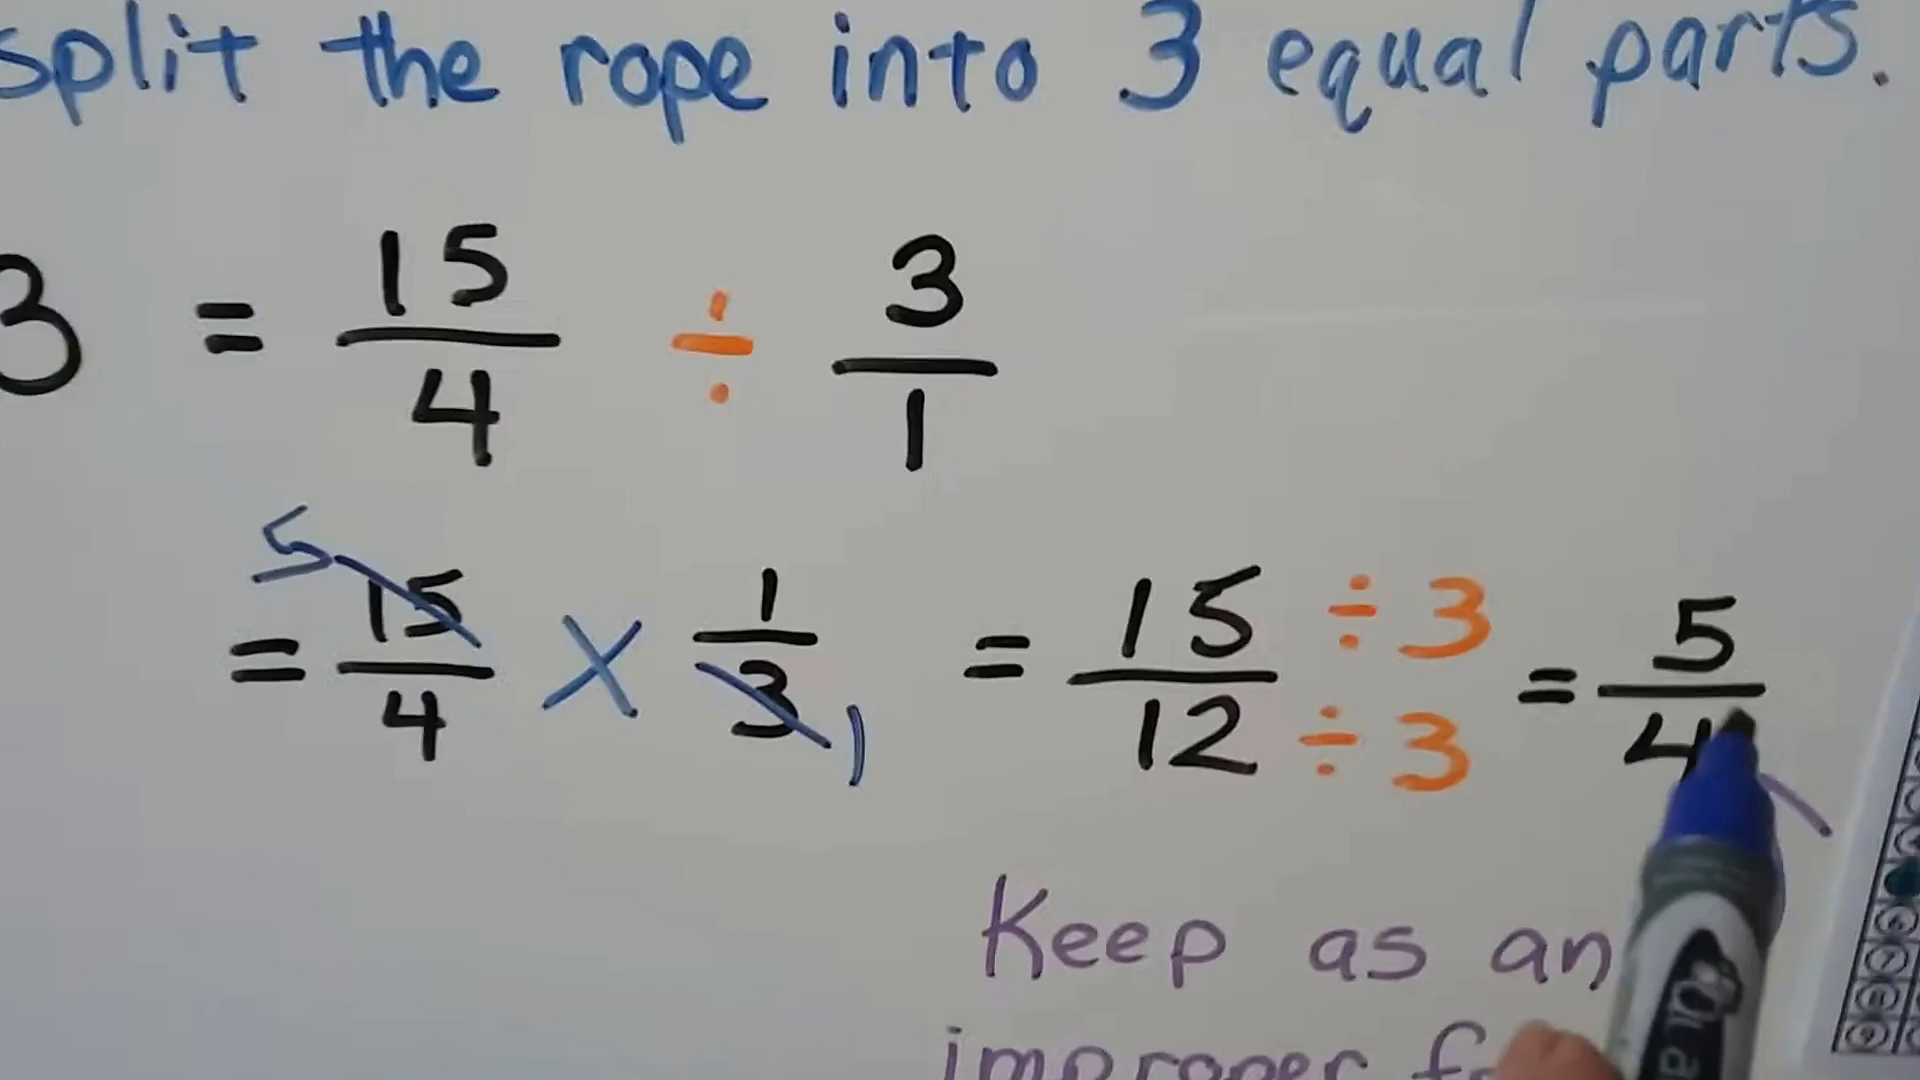 split the rope into 3 equal parts.
3 = 15/4 ÷ 3/1
5 1
= 15/4 × 1/3 = 15/12 ÷3/÷3 = 5/4
Keep as an
improper